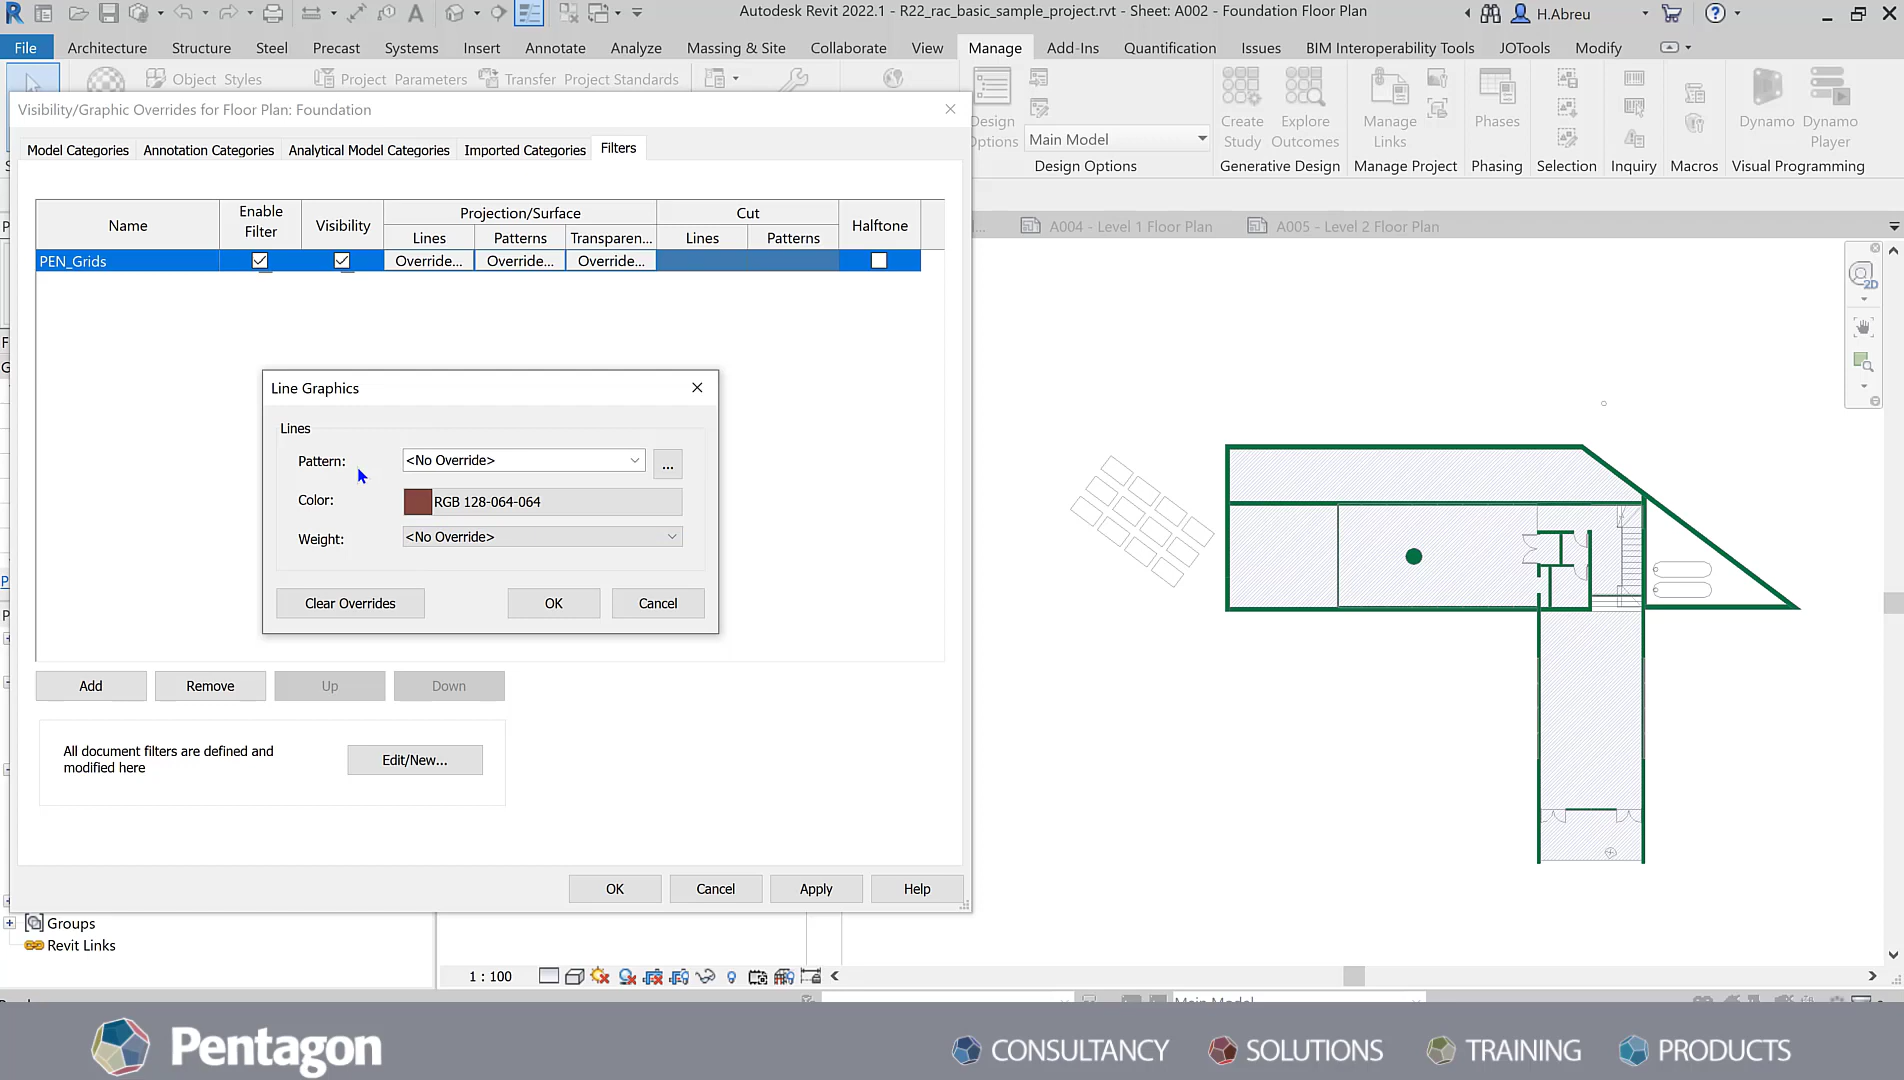 Autodesk Revit 2022.1 - R22_rac_basic_sample_project.rvt - Sheet: A002 - Foundation Floor Plan
H.Abreu
File Architecture Structure Steel Precast Systems Insert Annotate Analyze Massing & Site Collaborate View Manage Add-Ins Quantification Issues BIM Interoperability Tools JOTools Modify
Object Styles Project Parameters Transfer Project Standards
Main Model
Create Study
Explore Outcomes
Manage Links
Phases
Dynamo
Dynamo Player
Design Options Generative Design Manage Project Phasing Selection Inquiry Macros Visual Programming
A004 - Level 1 Floor Plan
A005 - Level 2 Floor Plan
2D
Visibility/Graphic Overrides for Floor Plan: Foundation
Model Categories Annotation Categories Analytical Model Categories Imported Categories Filters
Name
Enable Filter
Visibility
Projection/Surface
Lines Patterns Transparen...
Cut
Lines Patterns
Halftone
PEN_Grids Override... Override... Override...
Line Graphics
Lines
Pattern: <No Override> ...
Color: RGB 128-064-064
Weight: <No Override>
Clear Overrides OK Cancel
Add Remove Up Down
All document filters are defined and
modified here
Edit/New...
OK Cancel Apply Help
Groups
Revit Links
1 : 100
Main Model
Pentagon
CONSULTANCY SOLUTIONS TRAINING PRODUCTS